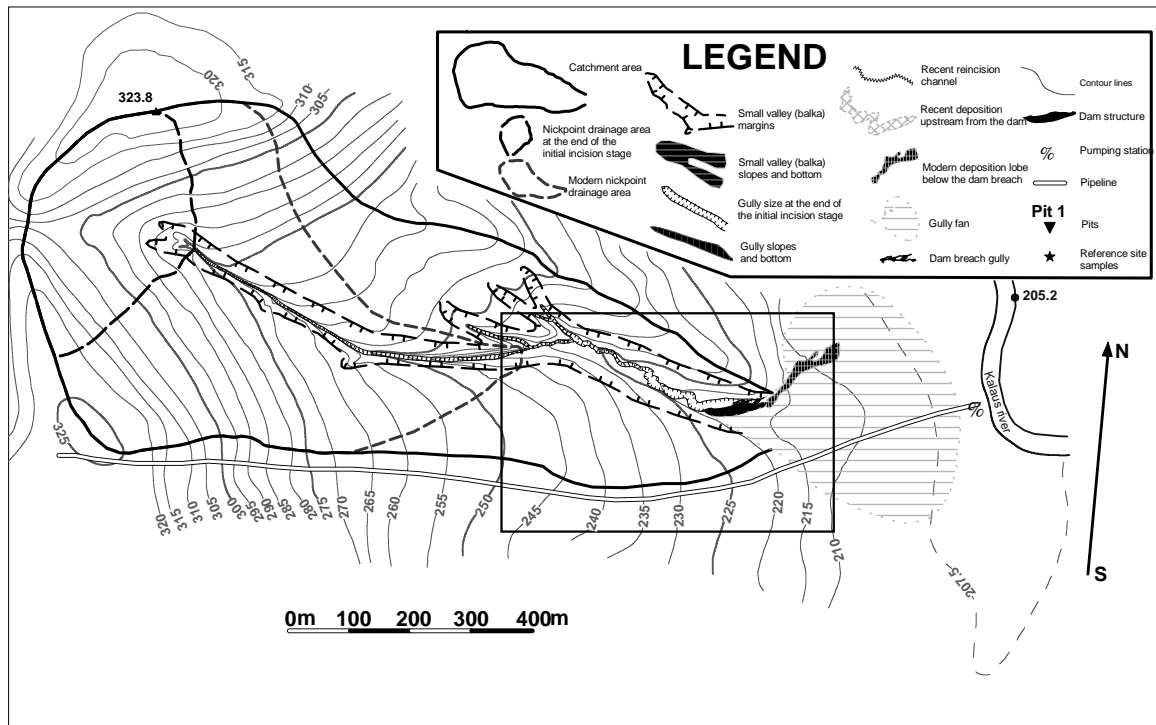 LEGEND
Catchment area
Nickpoint drainage area
at the end of the
initial incision stage
Modern nickpoint
drainage area
Small valley (balka)
margins
Small valley (balka)
slopes and bottom
Gully size at the end of
the initial incision stage
Gully slopes
and bottom
Recent reincision
channel
Recent deposition
upstream from the dam
Modern deposition lobe
below the dam breach
Gully fan
Dam breach gully
Contour lines
Dam structure
% Pumping station
Pipeline
Pit 1
Pits
Reference site
samples
320
315
310
305
323.8
325
320
315
310
305
300
295
290
285
280
275
270
265
260
255
250
245
240
235
230
225
220
215
210
207.5
205.2
Kalaus river
%
N
S
0m 100 200 300 400m